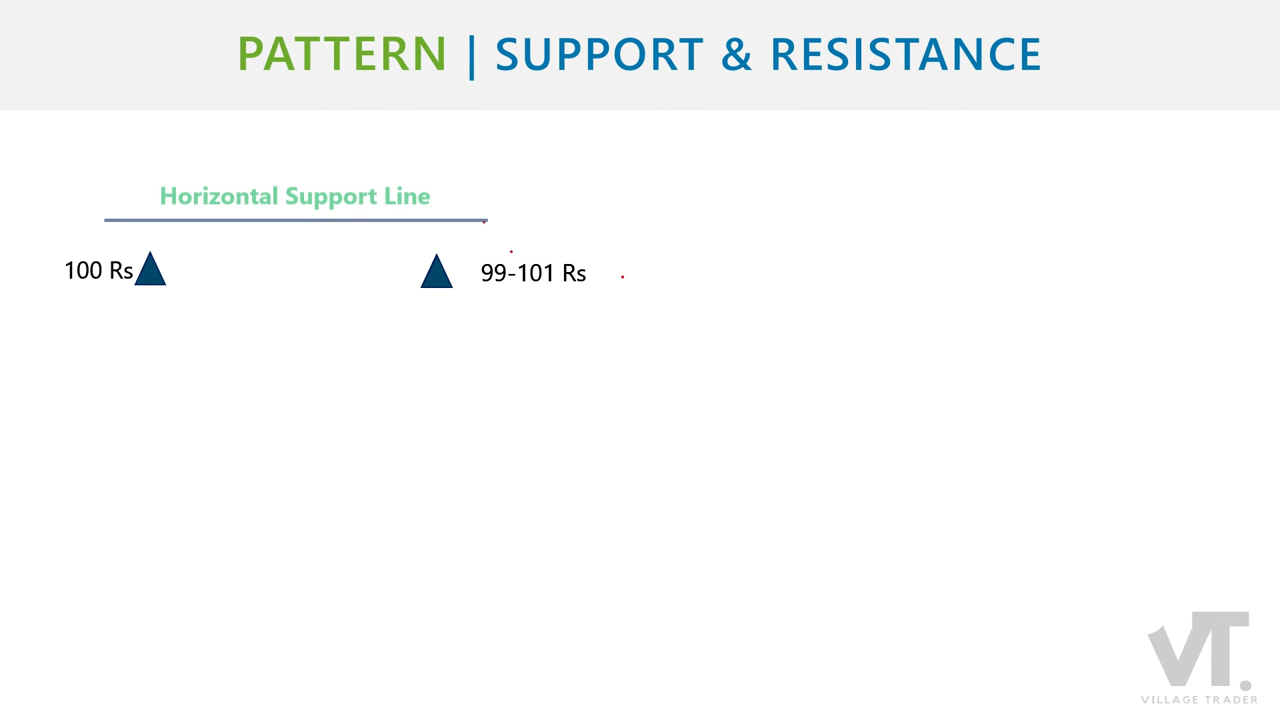 PATTERN | SUPPORT & RESISTANCE
Horizontal Support Line
100 Rs
99-101 Rs
VT.
VILLAGE TRADER